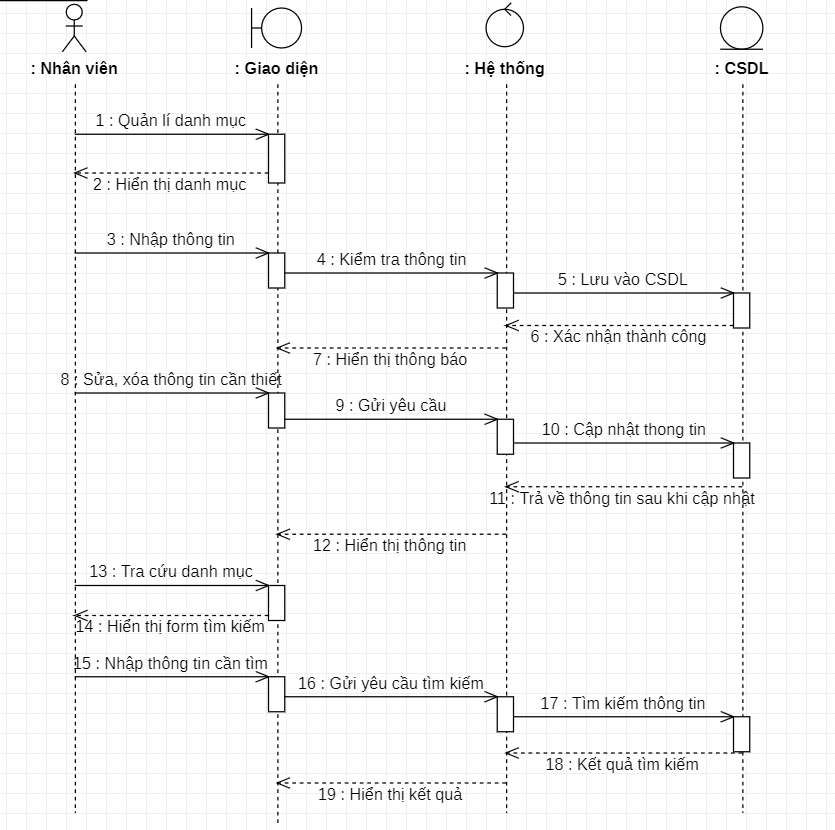 : Nhân viên
: Giao diện
: Hệ thống
: CSDL
1 : Quản lí danh mục
2 : Hiển thị danh mục
3 : Nhập thông tin
4 : Kiểm tra thông tin
5 : Lưu vào CSDL
6 : Xác nhận thành công
7 : Hiển thị thông báo
8 : Sửa, xóa thông tin cần thiết
9 : Gửi yêu cầu
10 : Cập nhật thong tin
11 : Trả về thông tin sau khi cập nhật
12 : Hiển thị thông tin
13 : Tra cứu danh mục
14 : Hiển thị form tìm kiếm
15 : Nhập thông tin cần tìm
16 : Gửi yêu cầu tìm kiếm
17 : Tìm kiếm thông tin
18 : Kết quả tìm kiếm
19 : Hiển thị kết quả